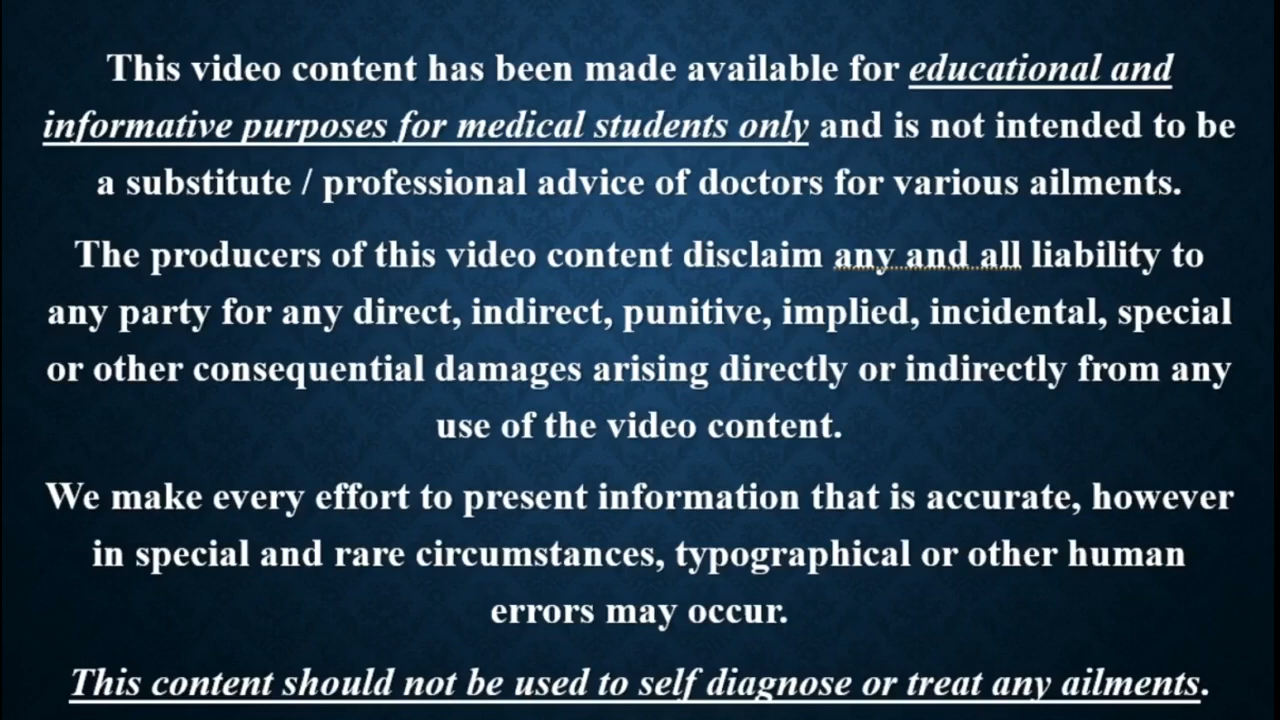 This video content has been made available for educational and
informative purposes for medical students only and is not intended to be
a substitute / professional advice of doctors for various ailments.
The producers of this video content disclaim any and all liability to
any party for any direct, indirect, punitive, implied, incidental, special
or other consequential damages arising directly or indirectly from any
use of the video content.
We make every effort to present information that is accurate, however
in special and rare circumstances, typographical or other human
errors may occur.
This content should not be used to self diagnose or treat any ailments.